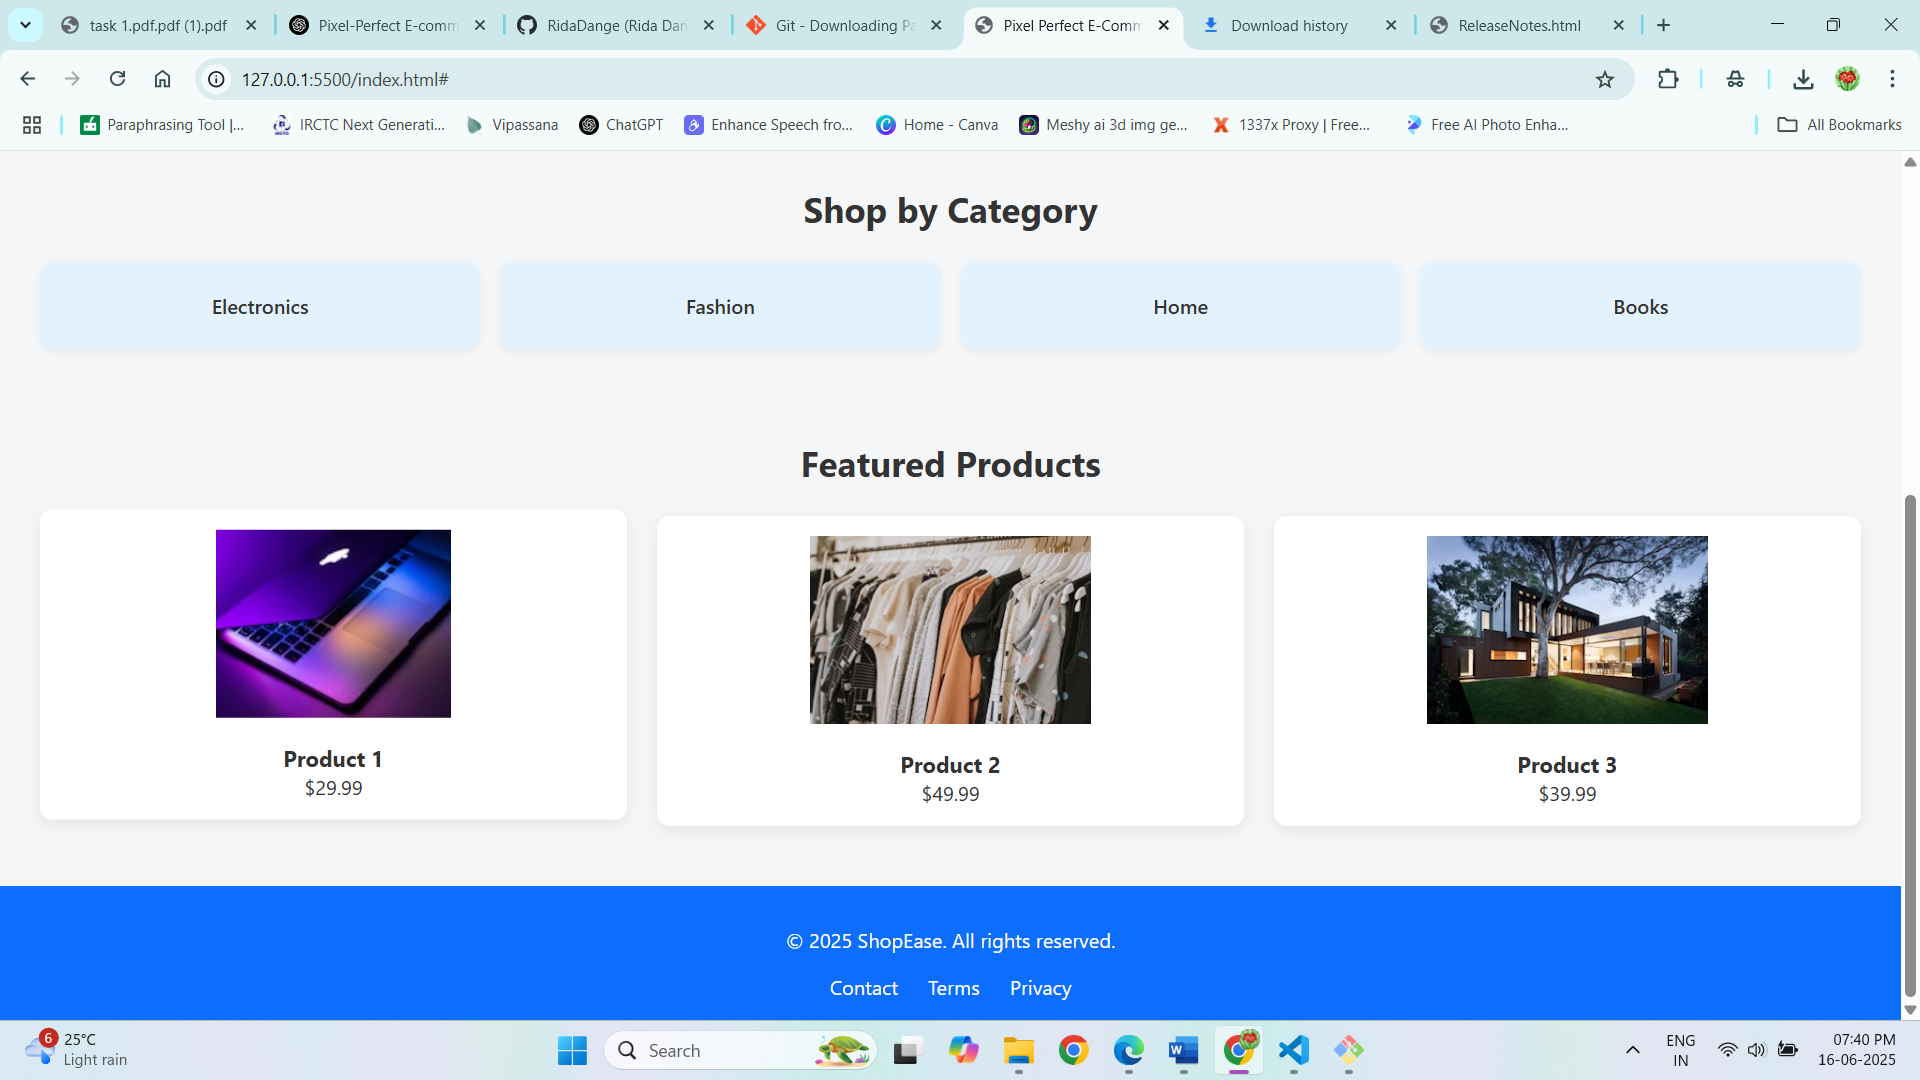 task 1.pdf.pdf (1).pdf
Pixel-Perfect E-comm
RidaDange (Rida Dan
Git - Downloading Pa
Pixel Perfect E-Comm
Download history
ReleaseNotes.html
127.0.0.1:5500/index.html#
Paraphrasing Tool |...
IRCTC Next Generati...
Vipassana
ChatGPT
Enhance Speech fro...
Home - Canva
Meshy ai 3d img ge...
1337x Proxy | Free...
Free AI Photo Enha...
All Bookmarks
Shop by Category
Electronics
Fashion
Home
Books
Featured Products
Product 1
$29.99
Product 2
$49.99
Product 3
$39.99
© 2025 ShopEase. All rights reserved.
Contact
Terms
Privacy
6
25°C
Light rain
Search
ENG
IN
07:40 PM
16-06-2025